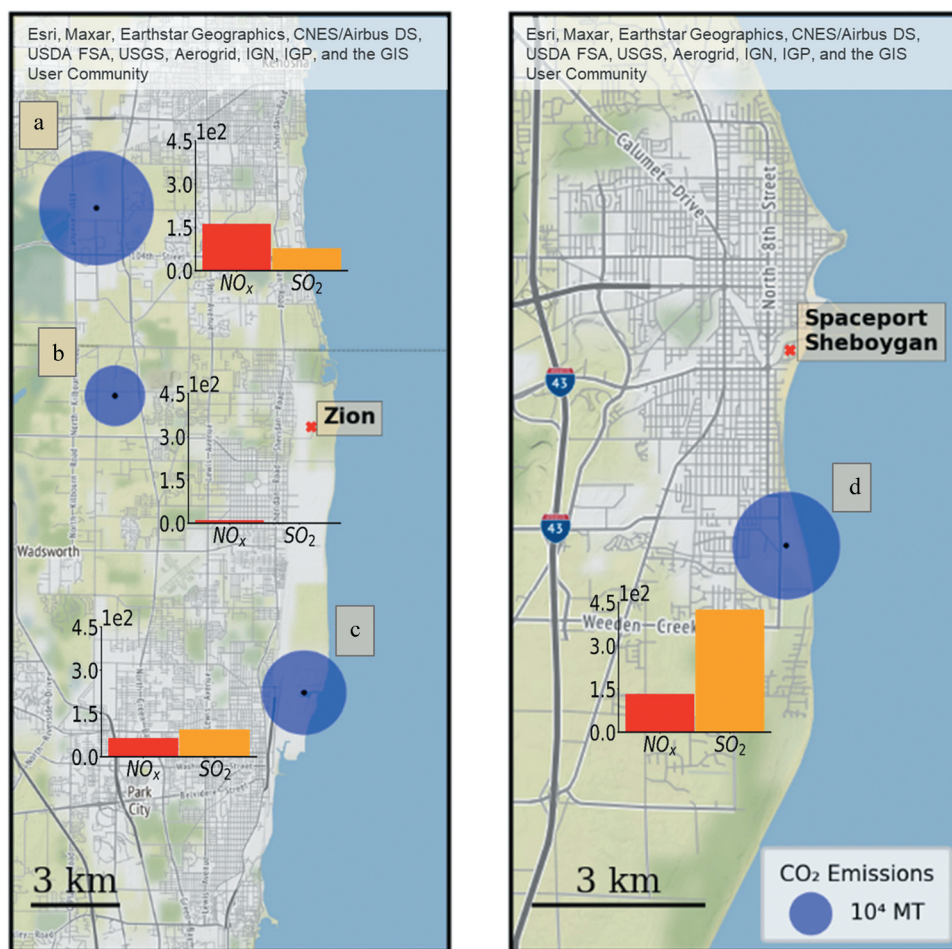 Esri, Maxar, Earthstar Geographics, CNES/Airbus DS,
USDA FSA, USGS, Aerogrid, IGN, IGP, and the GIS
User Community
Kenosha
a
1e2
4.5
3.0
1.5
0.0
NOx
SO2
104th Street
b
1e2
4.5
3.0
1.5
0.0
NOx
SO2
Zion
Wadsworth
c
1e2
4.5
3.0
1.5
0.0
NOx
SO2
Park
City
Belvidere Street
3 km
Esri, Maxar, Earthstar Geographics, CNES/Airbus DS,
USDA FSA, USGS, Aerogrid, IGN, IGP, and the GIS
User Community
Calumet Drive
North 8th Street
Spaceport
Sheboygan
43
43
d
1e2
4.5
3.0
1.5
0.0
NOx
SO2
Weeden Creek
3 km
CO₂ Emissions
10⁴ MT